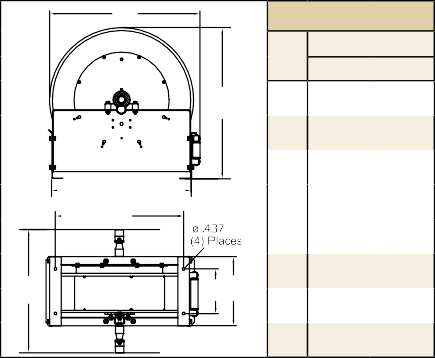 ø .437
(4) Places